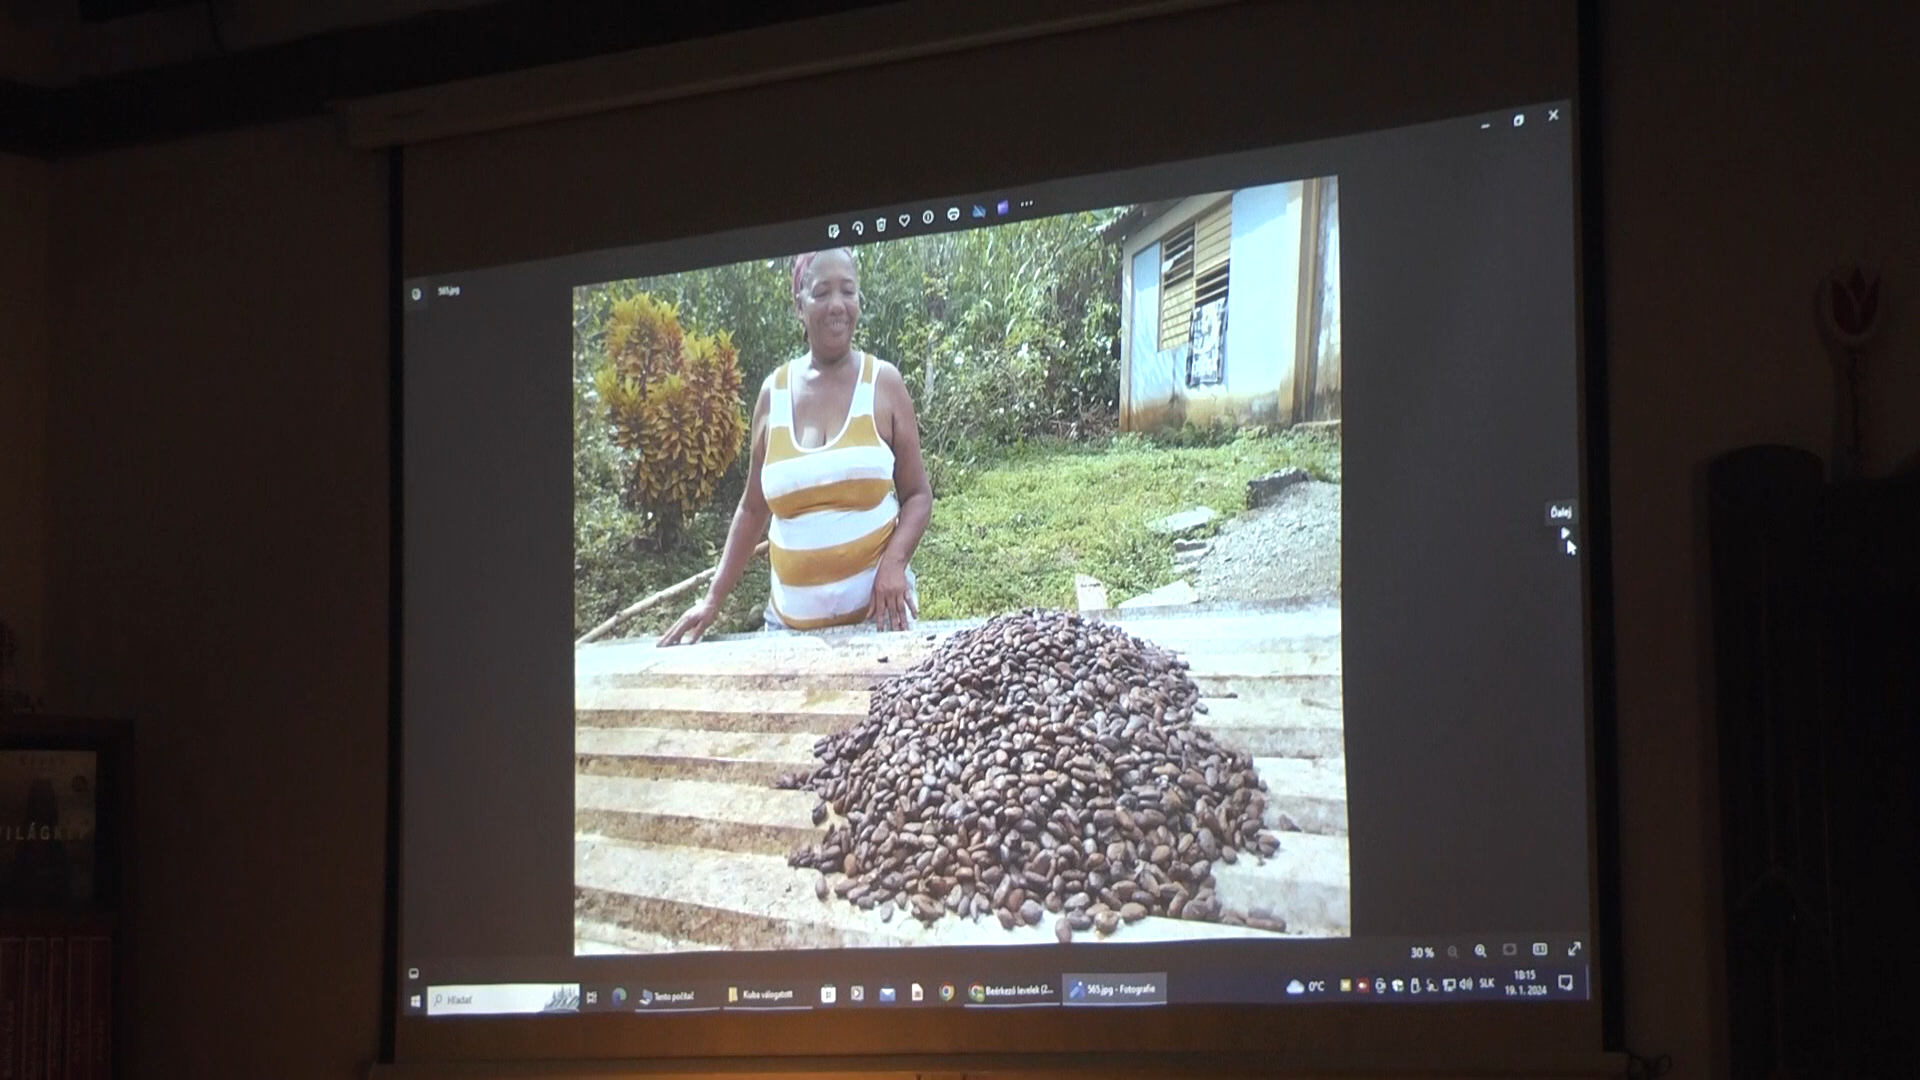 565.jpg
Ďalej
30 %
Hľadať
Tento počítač
Kuba válogatott
Beérkező levelek (2...
565.jpg - Fotografie
0°C
SLK
18:15
19. 1. 2024
VILÁGKÉP